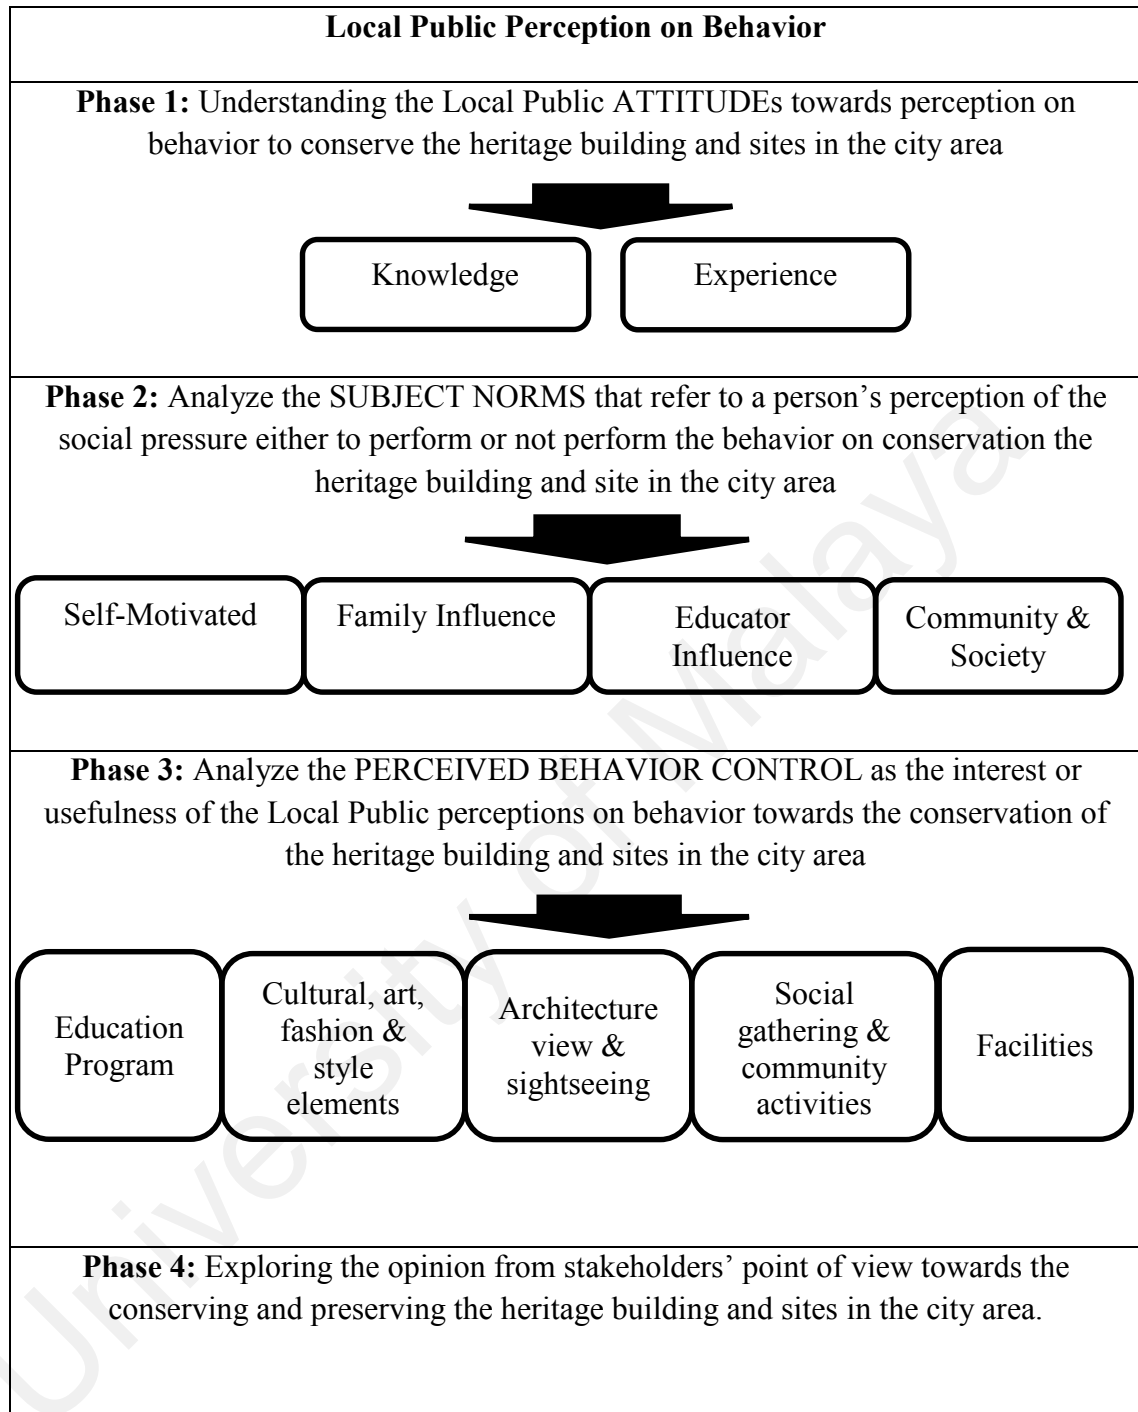 Local Public Perception on Behavior
Phase 1: Understanding the Local Public ATTITUDEs towards perception on
behavior to conserve the heritage building and sites in the city area
Knowledge
Experience
Phase 2: Analyze the SUBJECT NORMS that refer to a person’s perception of the
social pressure either to perform or not perform the behavior on conservation the
heritage building and site in the city area
Self-Motivated
Family Influence
Educator
Influence
Community &
Society
Phase 3: Analyze the PERCEIVED BEHAVIOR CONTROL as the interest or
usefulness of the Local Public perceptions on behavior towards the conservation of
the heritage building and sites in the city area
Education
Program
Cultural, art,
fashion &
style
elements
Architecture
view &
sightseeing
Social
gathering &
community
activities
Facilities
Phase 4: Exploring the opinion from stakeholders’ point of view towards the
conserving and preserving the heritage building and sites in the city area.
University of Malaya